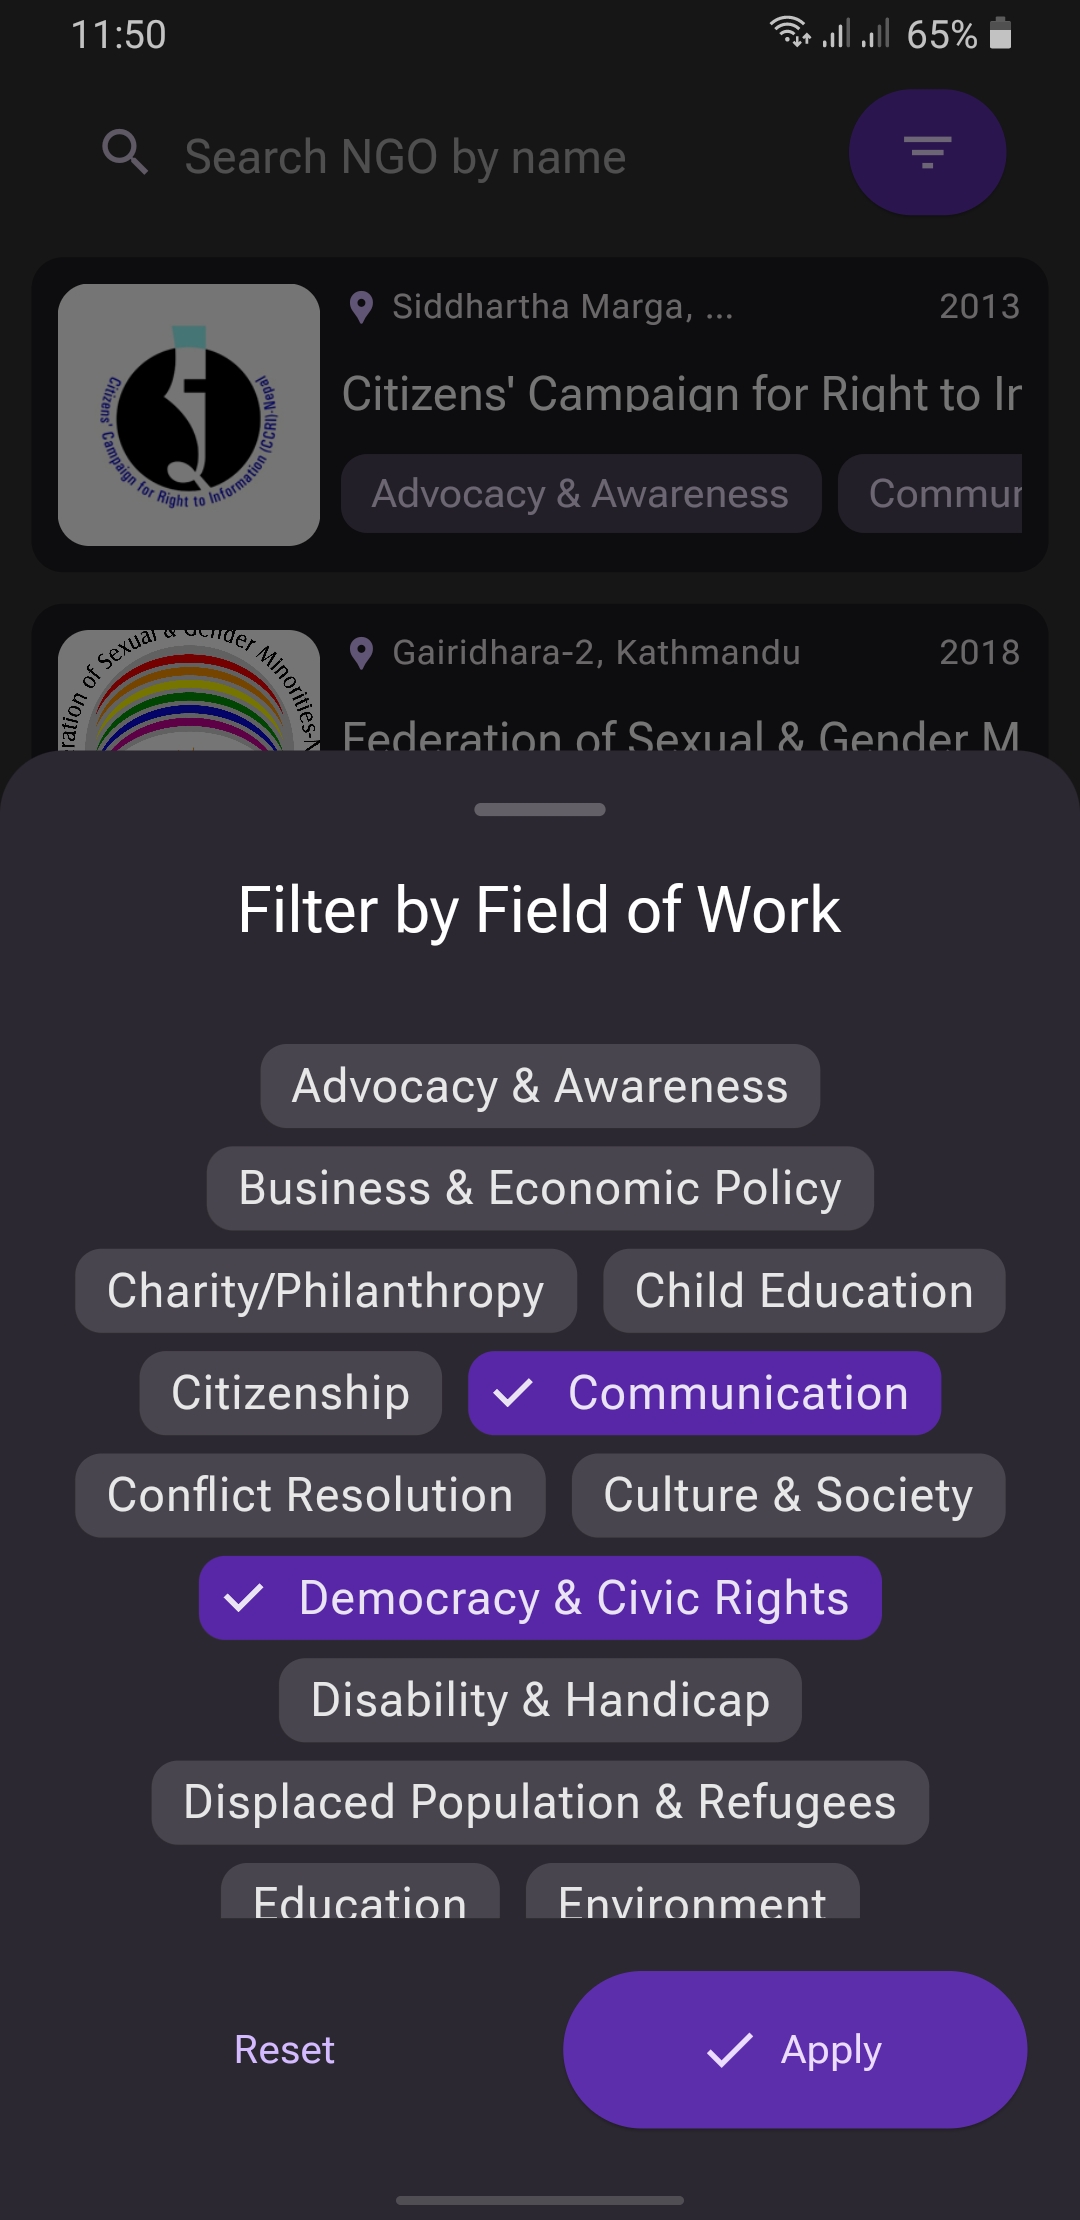 11:50
65%
Search NGO by name
Siddhartha Marga, ...
2013
Citizens' Campaign for Right to In
Citizens' Campaign for Right to Information (CCRI)-Nepal
Advocacy & Awareness
Commun
Gairidhara-2, Kathmandu
2018
ration of Sexual & Gender Minorities-N
Federation of Sexual & Gender M
Filter by Field of Work
Advocacy & Awareness
Business & Economic Policy
Charity/Philanthropy
Child Education
Citizenship
Communication
Conflict Resolution
Culture & Society
Democracy & Civic Rights
Disability & Handicap
Displaced Population & Refugees
Education
Environment
Reset
Apply